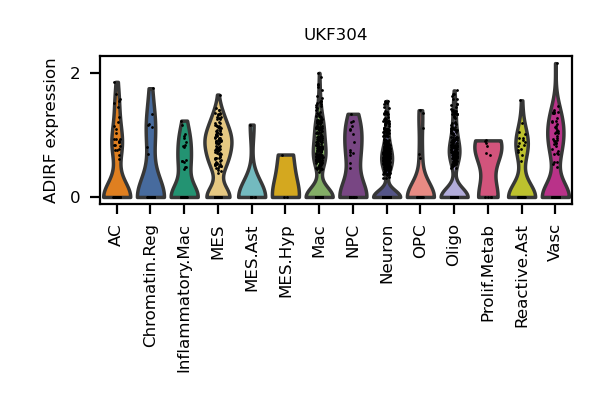 UKF304
ADIRF expression
2
0
AC
Chromatin.Reg
Inflammatory.Mac
MES
MES.Ast
MES.Hyp
Mac
NPC
Neuron
OPC
Oligo
Prolif.Metab
Reactive.Ast
Vasc